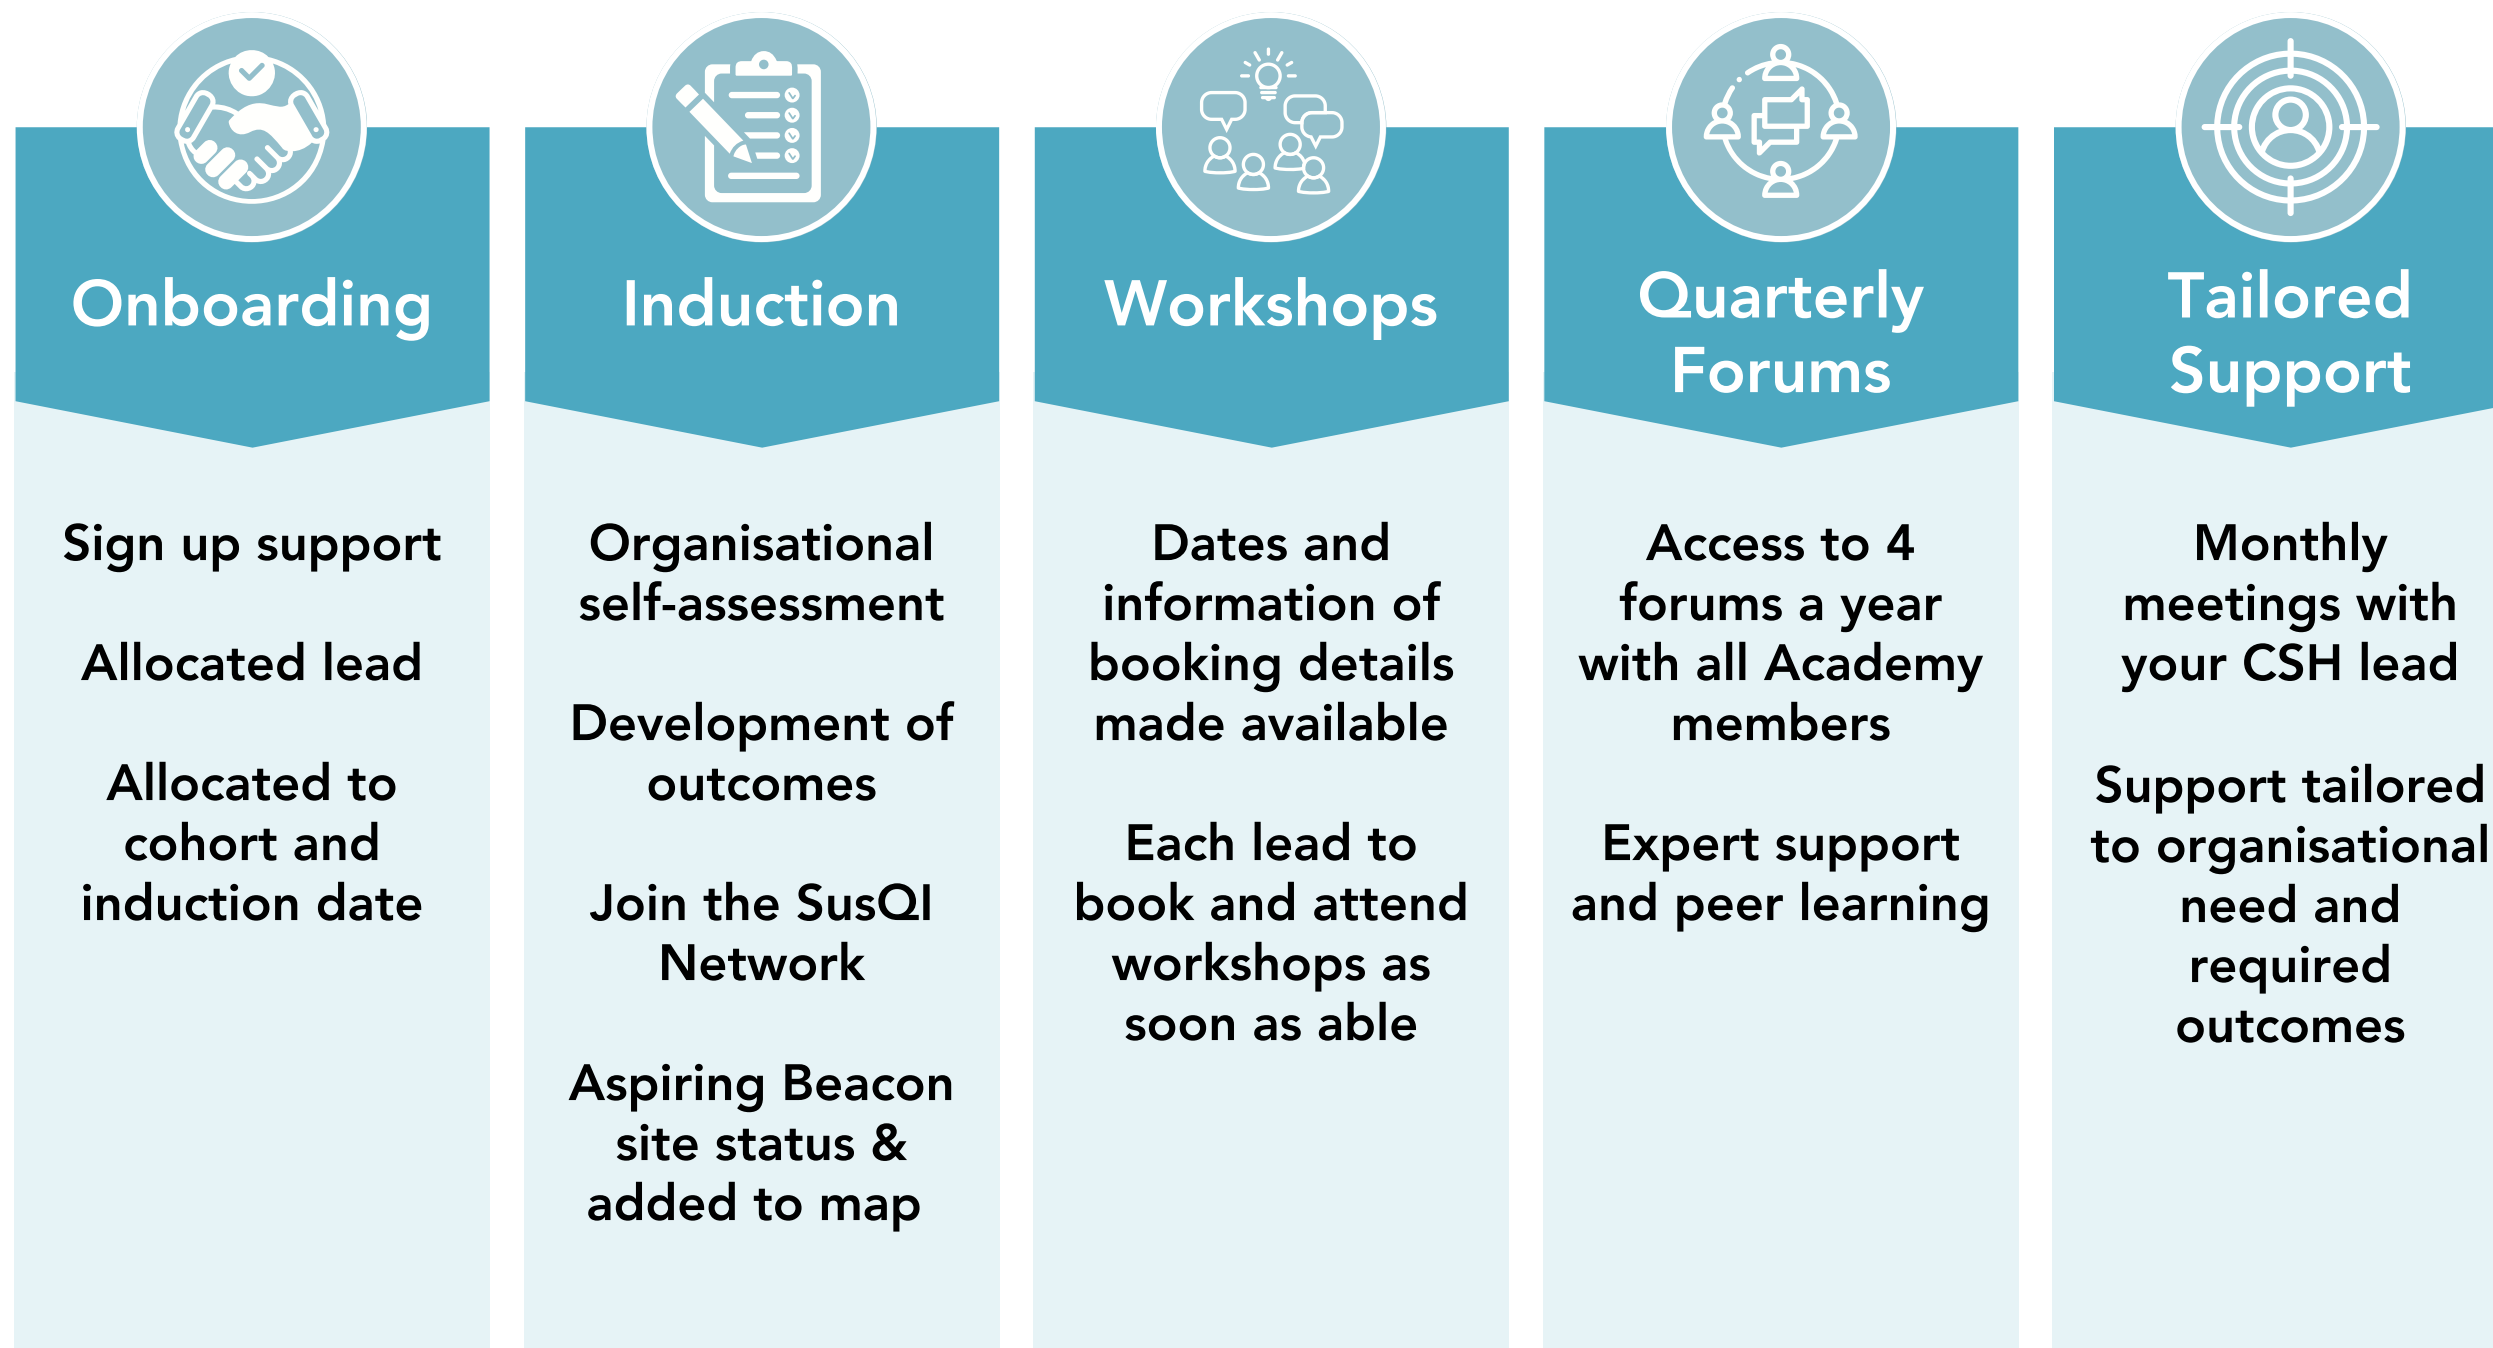 Onboarding
Sign up support
Allocated lead
Allocated to
cohort and
induction date
Induction
Organisational
self-assessment
Development of
outcomes
Join the SusQI
Network
Aspiring Beacon
site status &
added to map
Workshops
Dates and
information of
booking details
made available
Each lead to
book and attend
workshops as
soon as able
Quarterly
Forums
Access to 4
forums a year
with all Academy
members
Expert support
and peer learning
Tailored
Support
Monthly
meetings with
your CSH lead
Support tailored
to organisational
need and
required
outcomes